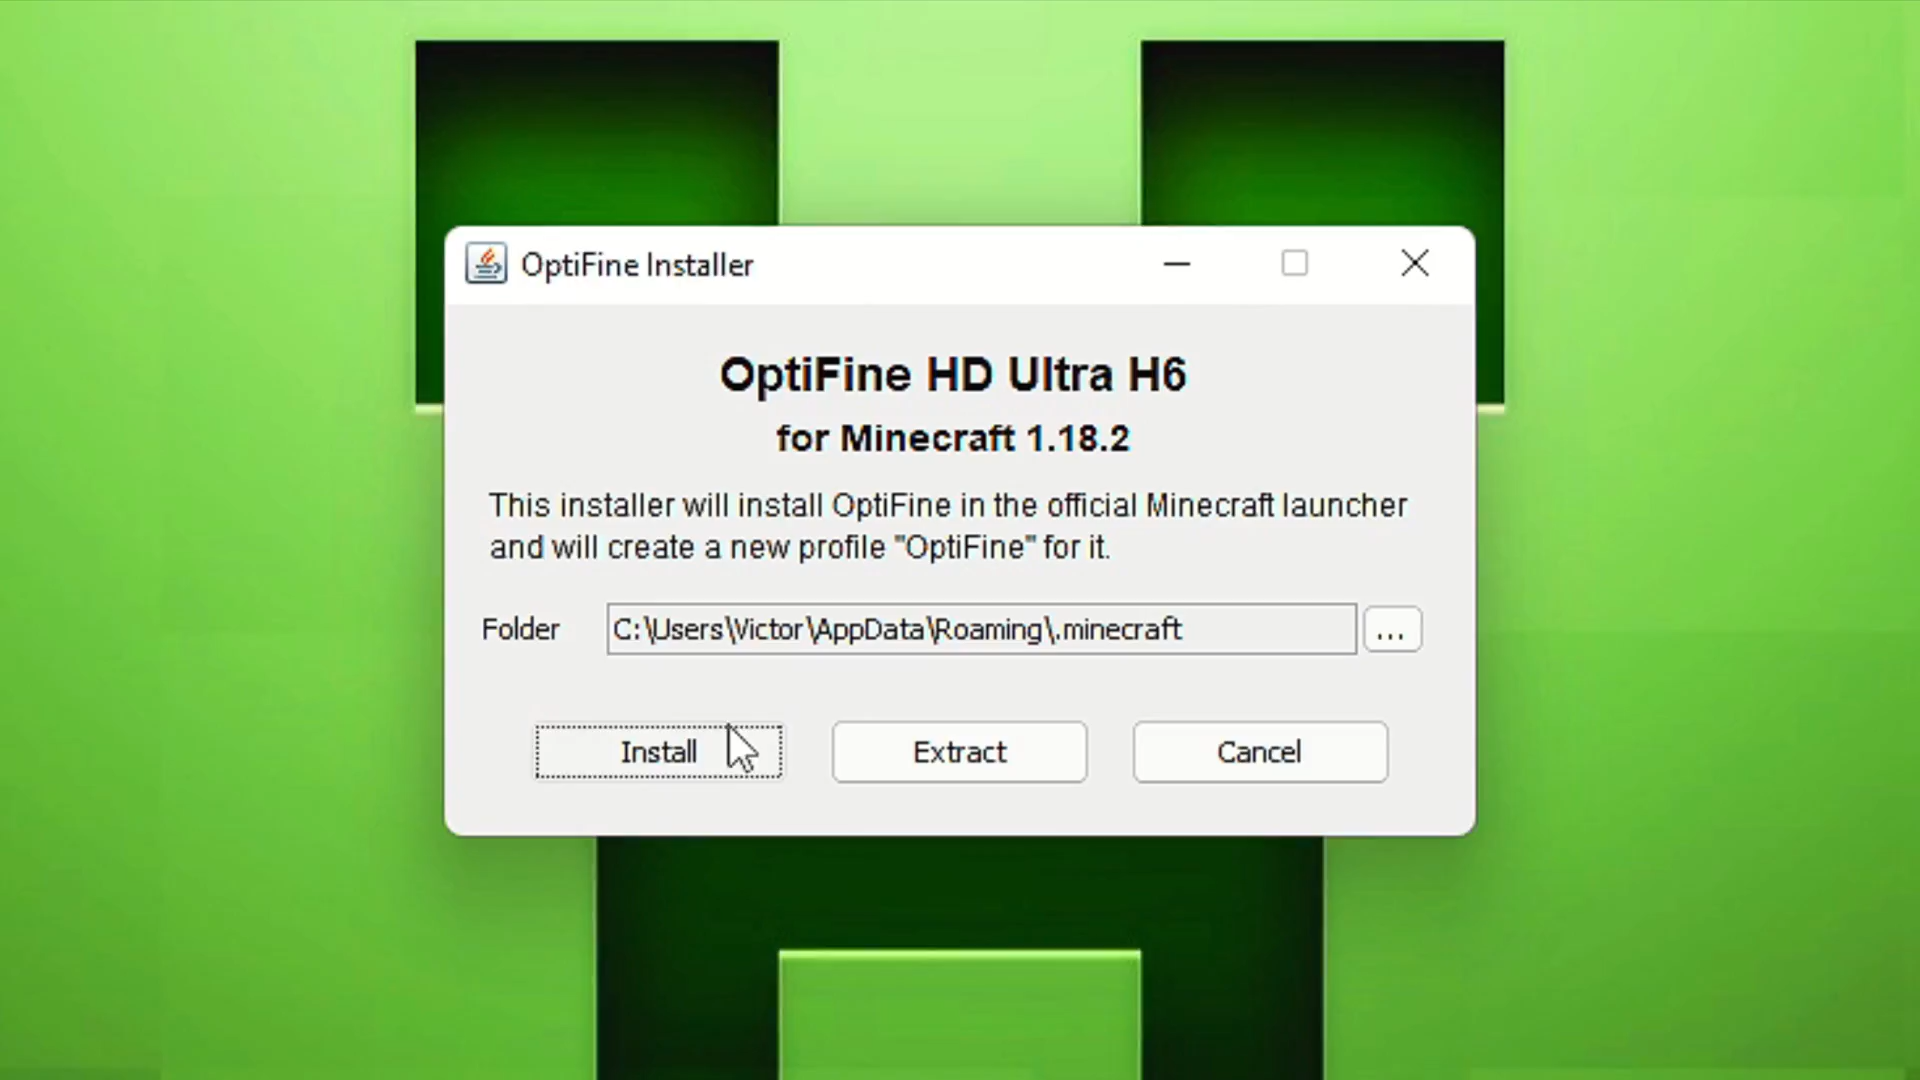 OptiFine Installer
OptiFine HD Ultra H6
for Minecraft 1.18.2
This installer will install OptiFine in the official Minecraft launcher
and will create a new profile "OptiFine" for it.
Folder C:\Users\Victor\AppData\Roaming\.minecraft ...
Install Extract Cancel